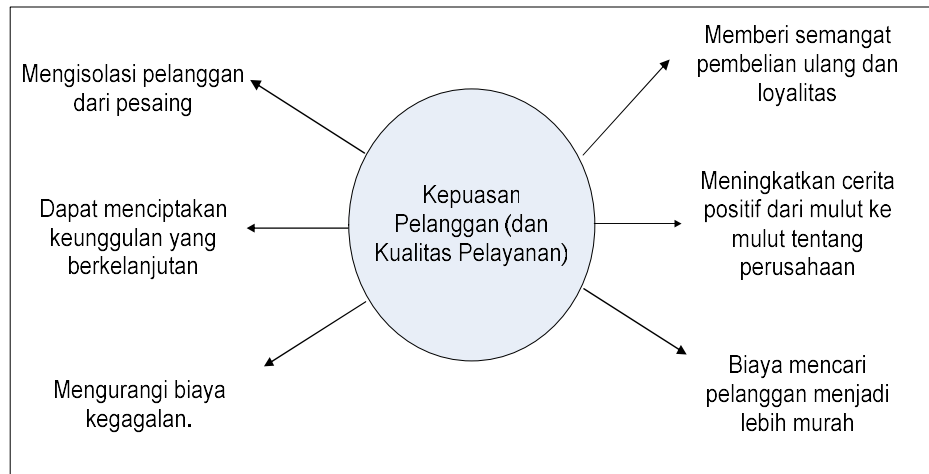 Mengisolasi pelanggan
dari pesaing
Dapat menciptakan
keunggulan yang
berkelanjutan
Mengurangi biaya
kegagalan.
Kepuasan
Pelanggan (dan
Kualitas Pelayanan)
Memberi semangat
pembelian ulang dan
loyalitas
Meningkatkan cerita
positif dari mulut ke
mulut tentang
perusahaan
Biaya mencari
pelanggan menjadi
lebih murah